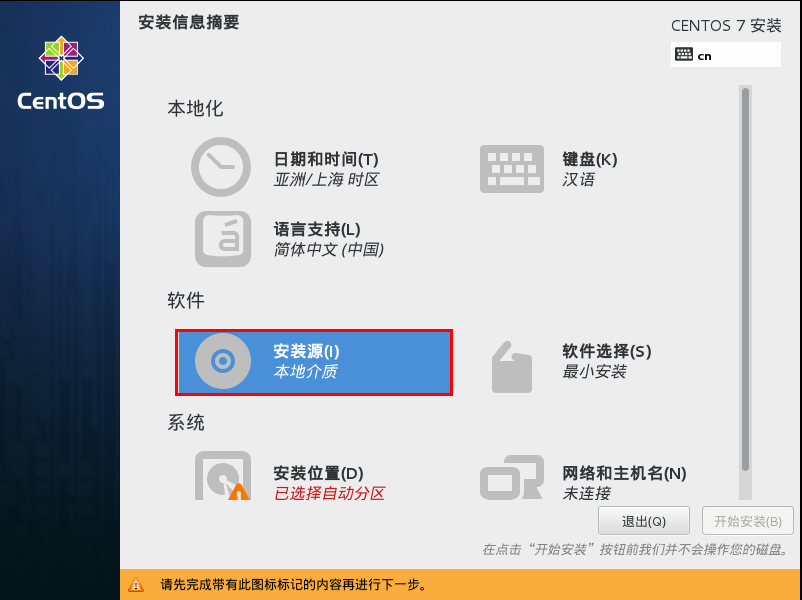 安装信息摘要
CENTOS 7 安装
cn
CentOS
本地化
日期和时间(T)
亚洲/上海 时区
键盘(K)
汉语
语言支持(L)
简体中文 (中国)
软件
安装源(I)
本地介质
软件选择(S)
最小安装
系统
安装位置(D)
已选择自动分区
网络和主机名(N)
未连接
退出(Q)
开始安装(B)
在点击“开始安装”按钮前我们并不会操作您的磁盘。
请先完成带有此图标标记的内容再进行下一步。